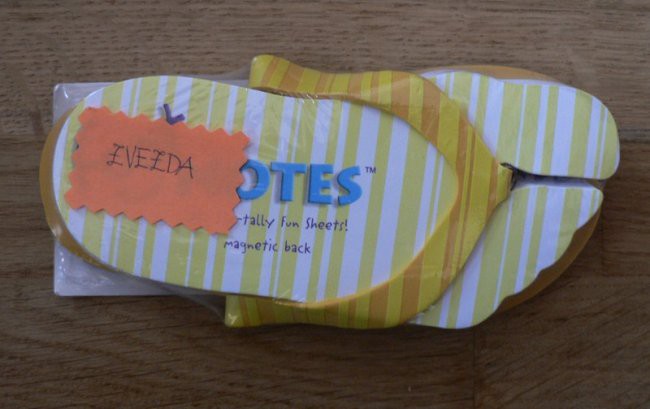 ZVEZDA
OTES™
-tally fun sheets!
magnetic back